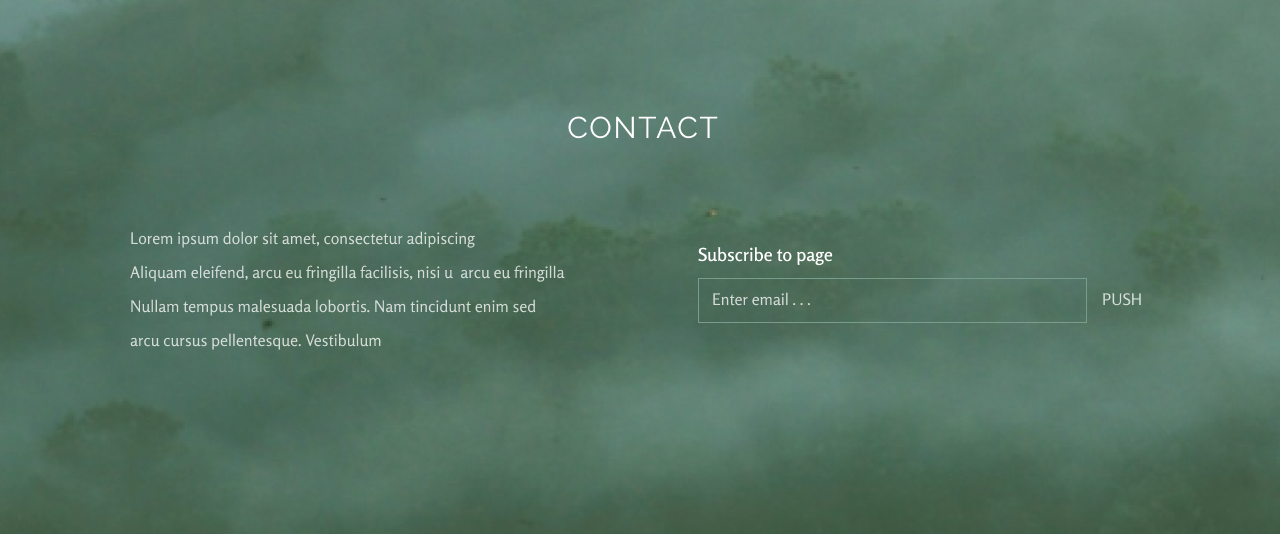 CONTACT
Lorem ipsum dolor sit amet, consectetur adipiscing
Aliquam eleifend, arcu eu fringilla facilisis, nisi u  arcu eu fringilla
Nullam tempus malesuada lobortis. Nam tincidunt enim sed
arcu cursus pellentesque. Vestibulum
Subscribe to page
Enter email . . .
PUSH